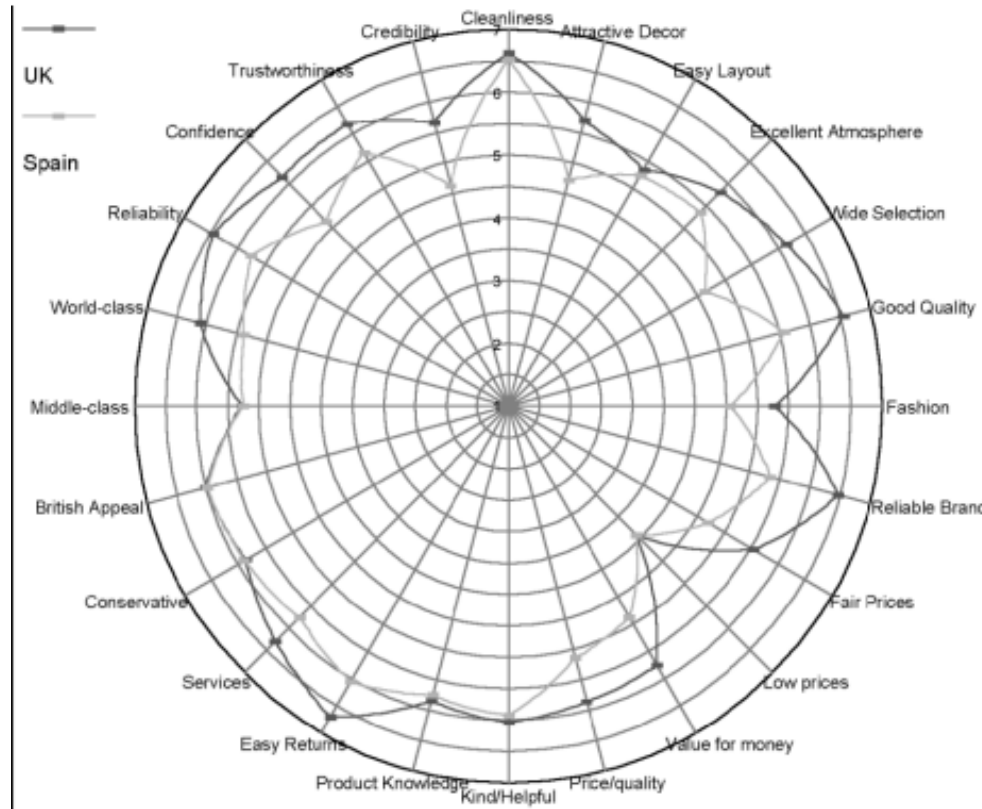 UK
Spain
Cleanliness
Attractive Decor
Easy Layout
Excellent Atmosphere
Wide Selection
Good Quality
Fashion
Reliable Brand
Fair Prices
Low prices
Value for money
Price/quality
Kind/Helpful
Product Knowledge
Easy Returns
Services
Conservative
British Appeal
Middle-class
World-class
Reliability
Confidence
Trustworthiness
Credibility
7
6
5
4
3
2
1